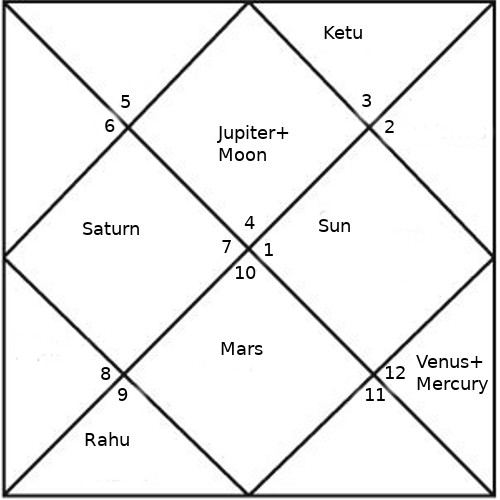 Ketu
5
3
6
2
Jupiter+
Moon
Saturn
4
Sun
7
1
10
Mars
Venus+
Mercury
8
12
9
11
Rahu